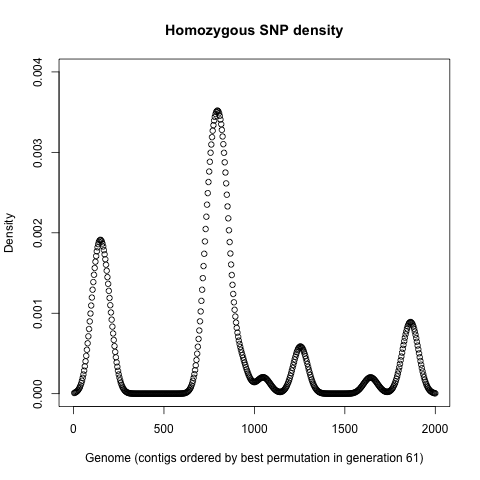 Homozygous SNP density
0.004
0.003
0.002
0.001
0.000
Density
0 500 1000 1500 2000
Genome (contigs ordered by best permutation in generation 61)